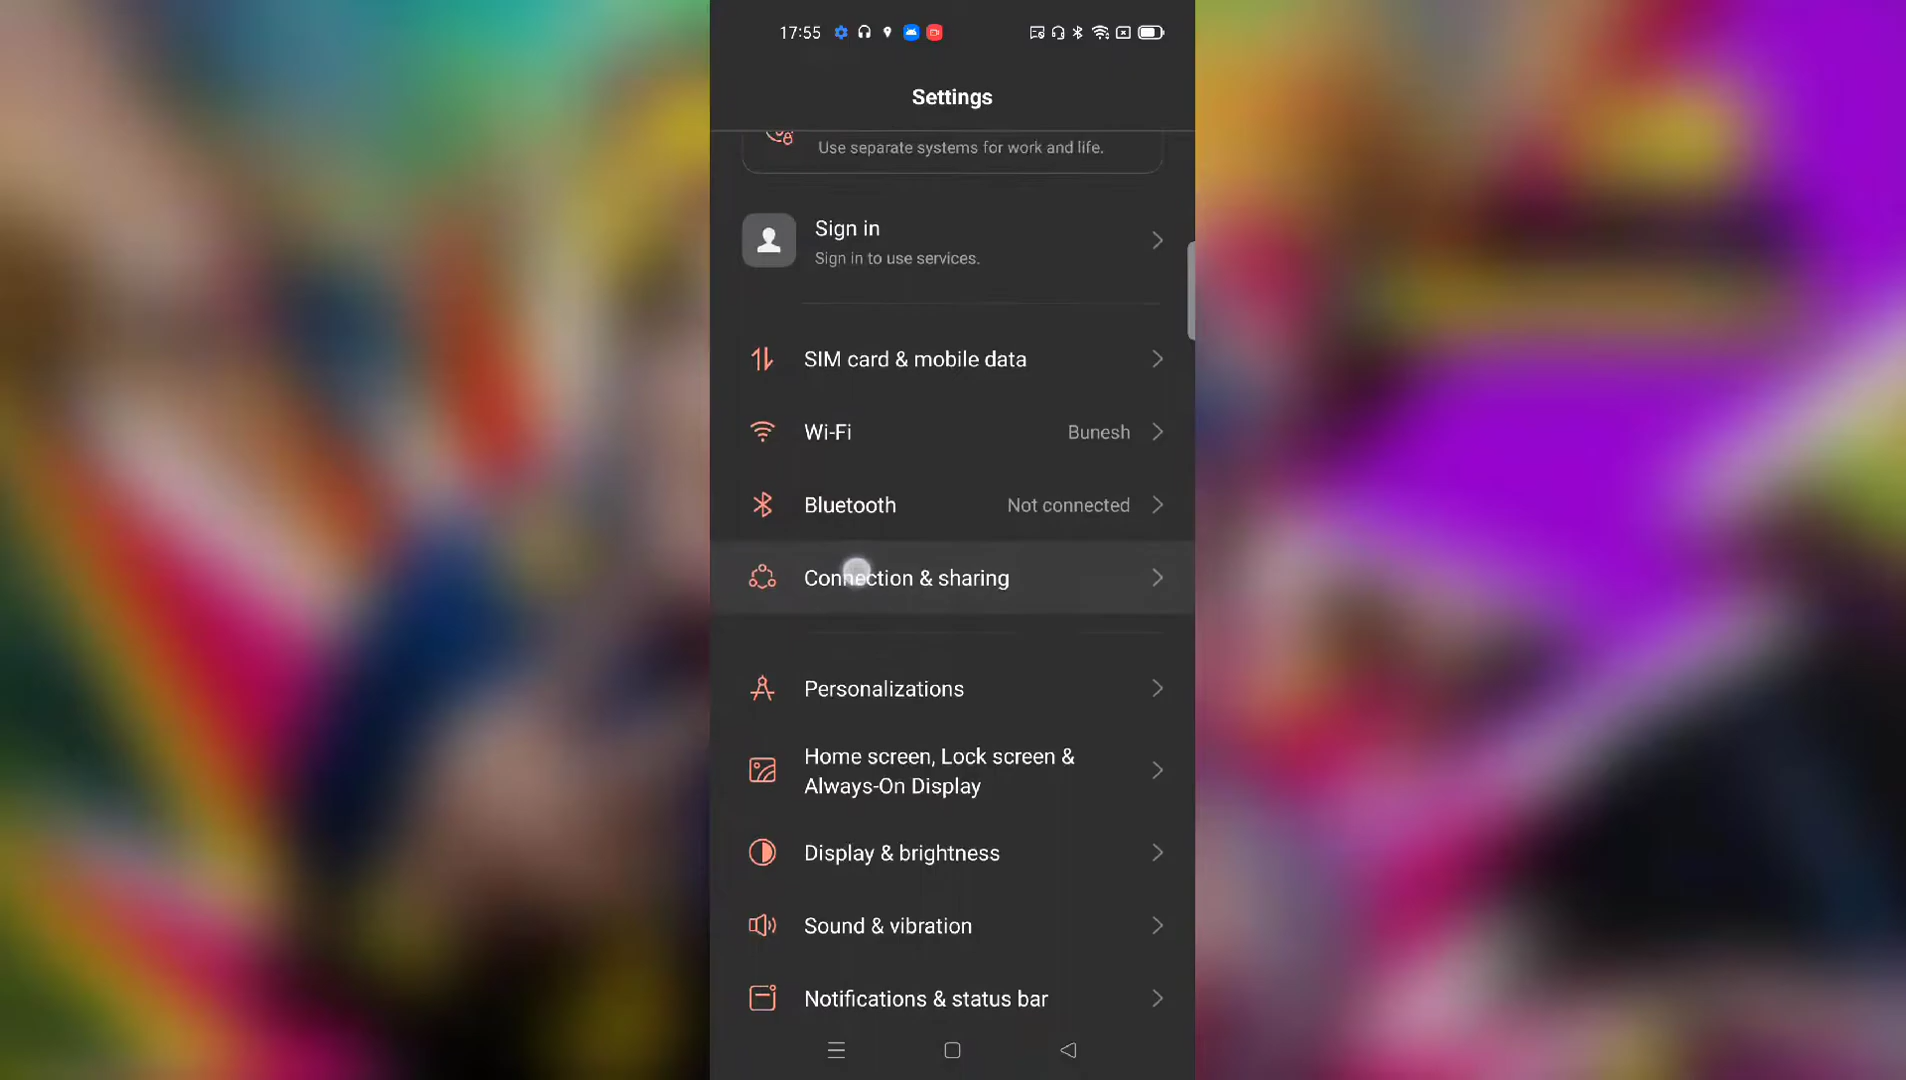 17:55
Settings
Use separate systems for work and life.
Sign in
Sign in to use services.
SIM card & mobile data
Wi-Fi Bunesh
Bluetooth Not connected
Connection & sharing
Personalizations
Home screen, Lock screen &
Always-On Display
Display & brightness
Sound & vibration
Notifications & status bar